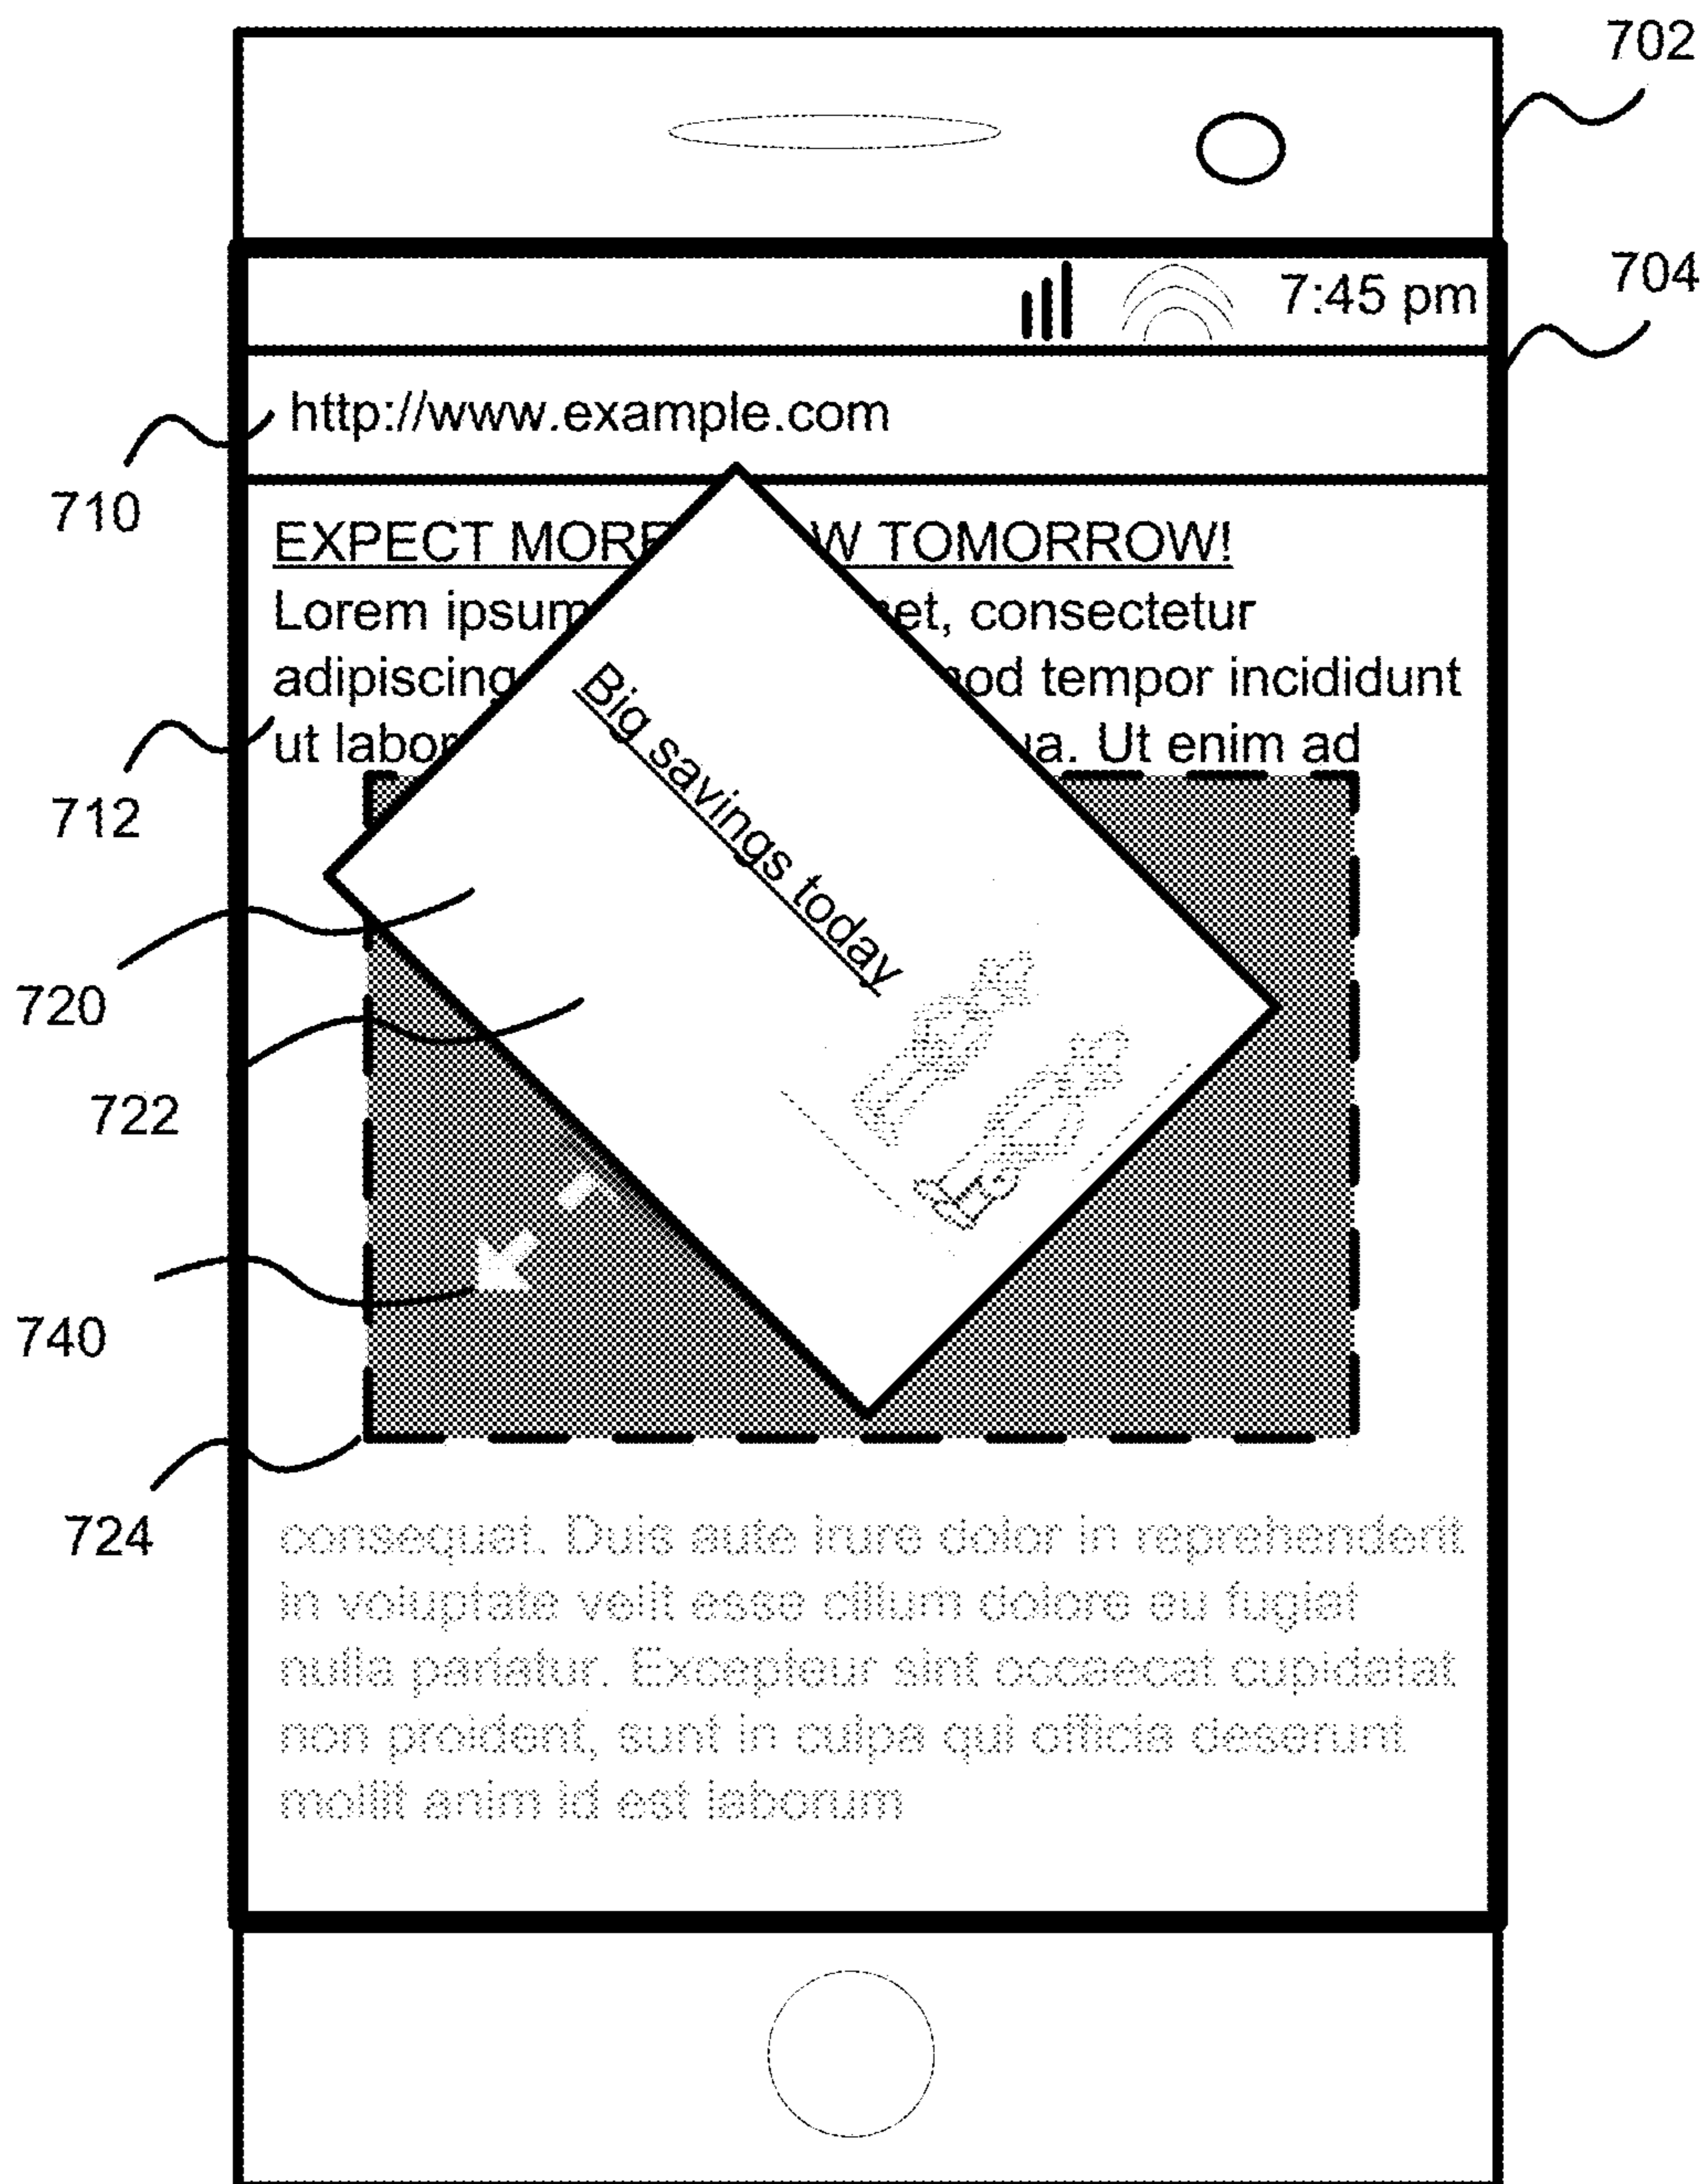 702
7:45 pm
704
http://www.example.com
710
EXPECT MORE W TOMORROW!
Lorem ipsum et, consectetur
adipiscing od tempor incididunt
ut labor a. Ut enim ad
712
Big savings today
720
722
740
724
consequat. Duis aute irure dolor in reprehenderit
in voluptate velit esse cillum dolore eu fugiat
nulla pariatur. Excepteur sint occaecat cupidatat
non proident, sunt in culpa qui officia deserunt
mollit anim id est laborum